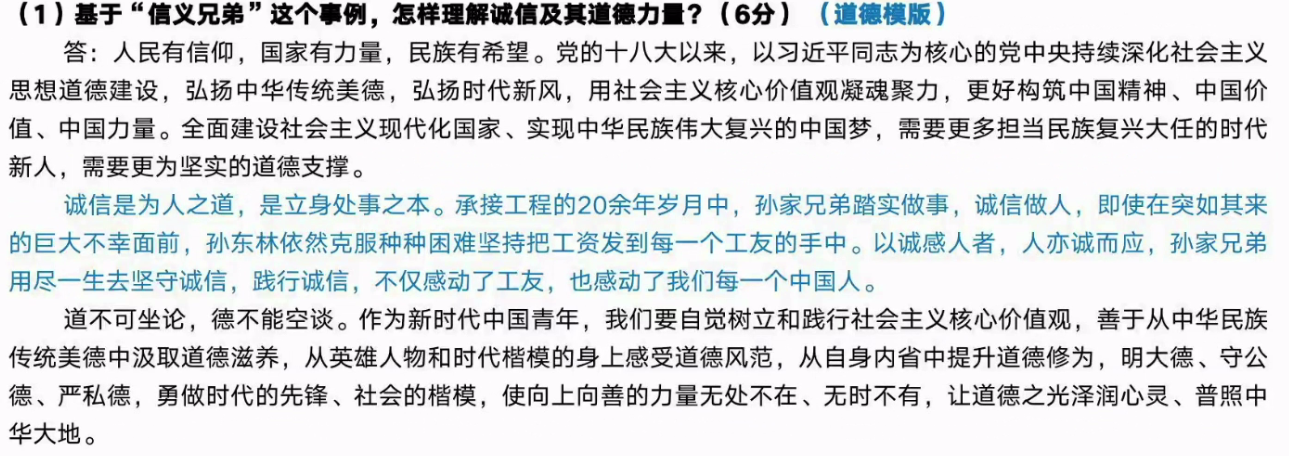 （1）基于“信义兄弟”这个事例，怎样理解诚信及其道德力量？（6分）（道德模版）
答：人民有信仰，国家有力量，民族有希望。党的十八大以来，以习近平同志为核心的党中央持续深化社会主义
思想道德建设，弘扬中华传统美德，弘扬时代新风，用社会主义核心价值观凝魂聚力，更好构筑中国精神、中国价
值、中国力量。全面建设社会主义现代化国家、实现中华民族伟大复兴的中国梦，需要更多担当民族复兴大任的时代
新人，需要更为坚实的道德支撑。
诚信是为人之道，是立身处事之本。承接工程的20余年岁月中，孙家兄弟踏实做事，诚信做人，即使在突如其来
的巨大不幸面前，孙东林依然克服种种困难坚持把工资发到每一个工友的手中。以诚感人者，人亦诚而应，孙家兄弟
用尽一生去坚守诚信，践行诚信，不仅感动了工友，也感动了我们每一个中国人。
道不可坐论，德不能空谈。作为新时代中国青年，我们要自觉树立和践行社会主义核心价值观，善于从中华民族
传统美德中汲取道德滋养，从英雄人物和时代楷模的身上感受道德风范，从自身内省中提升道德修为，明大德、守公
德、严私德，勇做时代的先锋、社会的楷模，使向上向善的力量无处不在、无时不有，让道德之光泽润心灵、普照中
华大地。